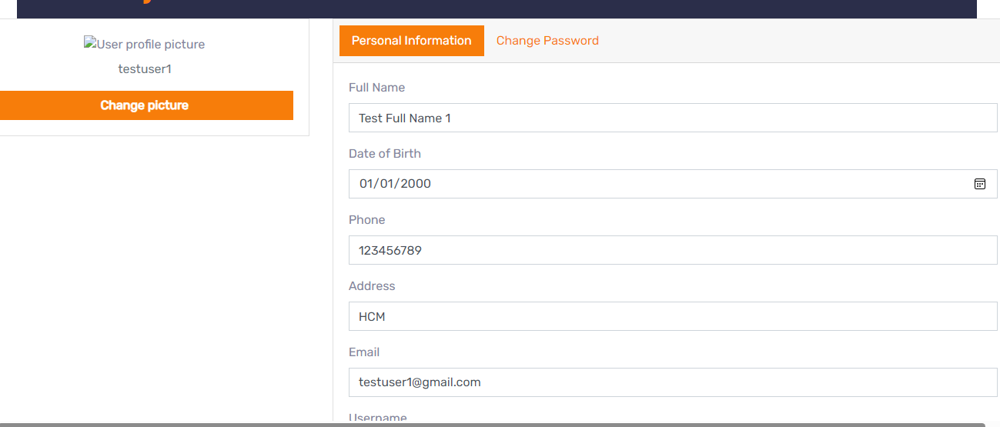 User profile picture
testuser1
Change picture
Personal Information
Change Password
Full Name
Test Full Name 1
Date of Birth
01/01/2000
Phone
123456789
Address
HCM
Email
testuser1@gmail.com
Username